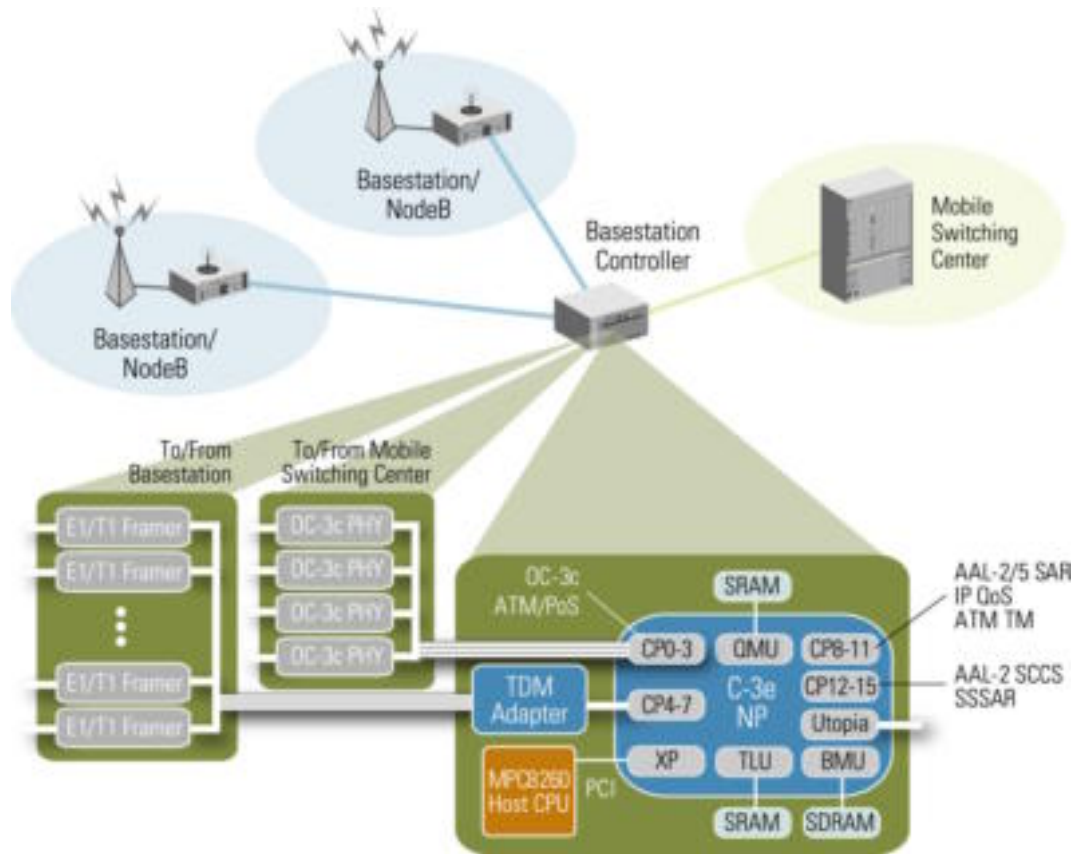 Basestation/
NodeB
Basestation
Controller
Mobile
Switching
Center
Basestation/
NodeB
To/From
Basestation
To/From Mobile
Switching Center
E1/T1 Framer
E1/T1 Framer
E1/T1 Framer
E1/T1 Framer
OC-3c PHY
OC-3c PHY
OC-3c PHY
OC-3c PHY
OC-3c
ATM/PoS
SRAM
AAL-2/5 SAR
IP QoS
ATM TM
CP0-3
QMU
CP8-11
TDM
Adapter
CP4-7
C-3e
NP
CP12-15
AAL-2 SCCS
SSSAR
Utopia
MPC8260
Host CPU
PCI
XP
TLU
BMU
SRAM
SDRAM